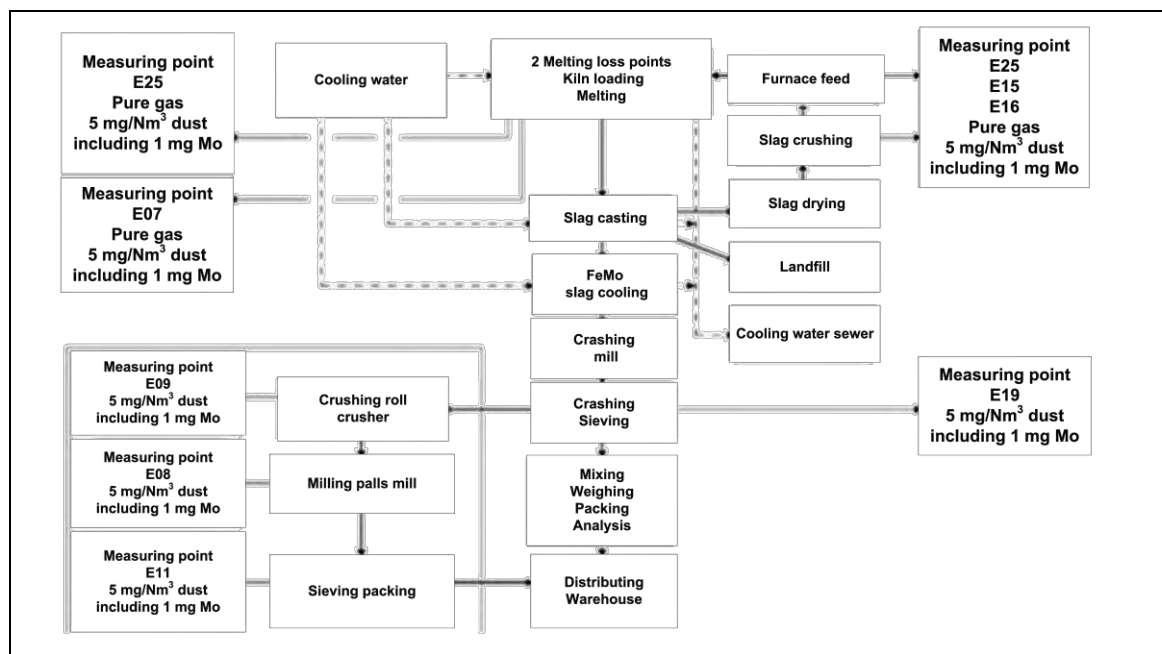 Measuring point
E25
Pure gas
5 mg/Nm³ dust
including 1 mg Mo
Cooling water
2 Melting loss points
Kiln loading
Melting
Furnace feed
Measuring point
E25
E15
E16
Pure gas
5 mg/Nm³ dust
including 1 mg Mo
Slag crushing
Measuring point
E07
Pure gas
5 mg/Nm³ dust
including 1 mg Mo
Slag casting
Slag drying
Landfill
FeMo
slag cooling
Cooling water sewer
Crashing
mill
Measuring point
E09
5 mg/Nm³ dust
including 1 mg Mo
Crushing roll
crusher
Crashing
Sieving
Measuring point
E19
5 mg/Nm³ dust
including 1 mg Mo
Measuring point
E08
5 mg/Nm³ dust
including 1 mg Mo
Milling palls mill
Mixing
Weighing
Packing
Analysis
Measuring point
E11
5 mg/Nm³ dust
including 1 mg Mo
Sieving packing
Distributing
Warehouse